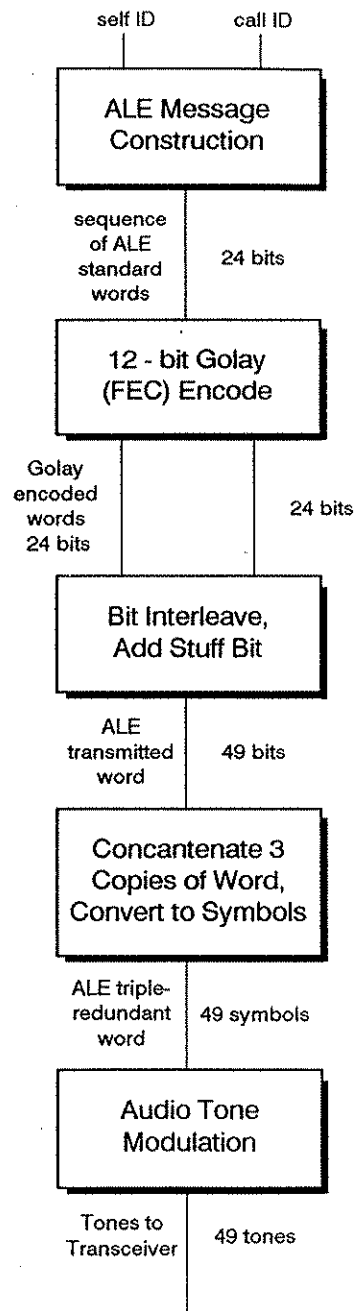 self ID
call ID
ALE Message
Construction
sequence
of ALE
standard
words
24 bits
12 - bit Golay
(FEC) Encode
Golay
encoded
words
24 bits
24 bits
Bit Interleave,
Add Stuff Bit
ALE
transmitted
word
49 bits
Concantenate 3
Copies of Word,
Convert to Symbols
ALE triple-
redundant
word
49 symbols
Audio Tone
Modulation
Tones to
Transceiver
49 tones